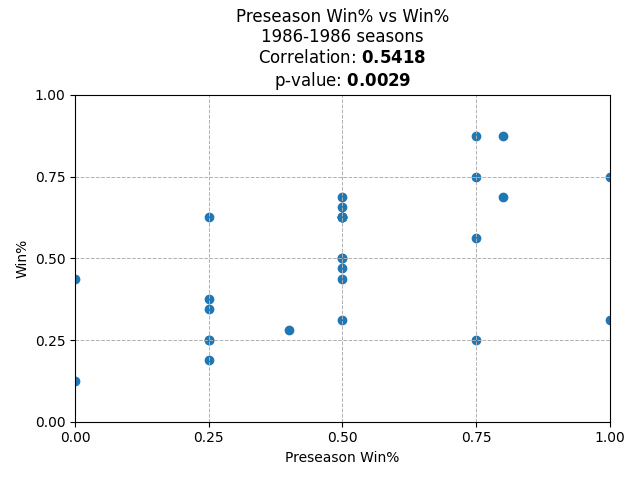 Preseason Win% vs Win%
1986-1986 seasons
Correlation: 0.5418
p-value: 0.0029
1.00
0.75
0.50
0.25
0.00
Win%
0.00 0.25 0.50 0.75 1.00
Preseason Win%